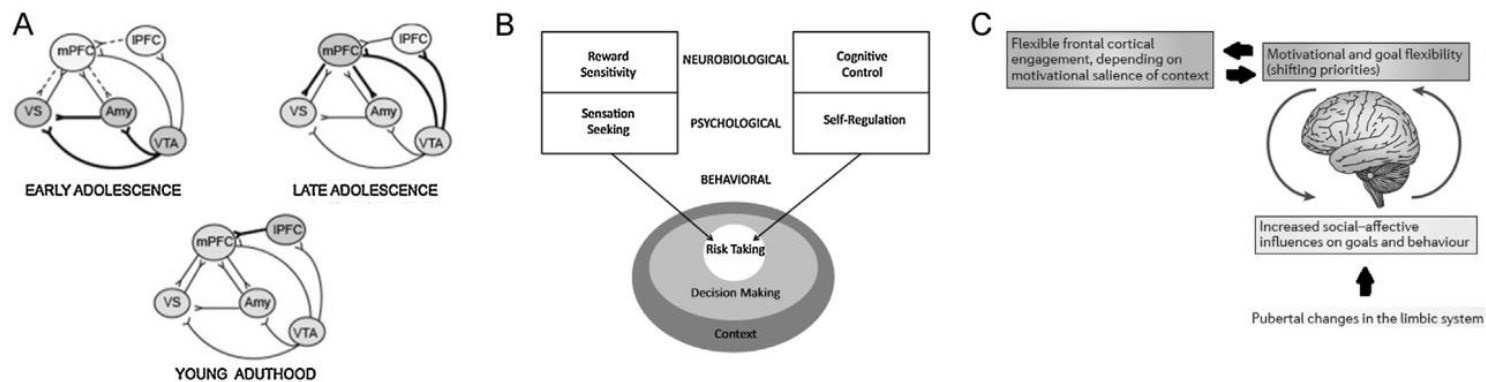 A
mPFC
lPFC
VS
Amy
VTA
EARLY ADOLESCENCE
mPFC
lPFC
VS
Amy
VTA
LATE ADOLESCENCE
mPFC
lPFC
VS
Amy
VTA
YOUNG ADUTHOOD
B
Reward
Sensitivity
NEUROBIOLOGICAL
Cognitive
Control
Sensation
Seeking
PSYCHOLOGICAL
Self-Regulation
BEHAVIORAL
Risk Taking
Decision Making
Context
C
Flexible frontal cortical
engagement, depending on
motivational salience of context
Motivational and goal flexibility
(shifting priorities)
Increased social–affective
influences on goals and behaviour
Pubertal changes in the limbic system